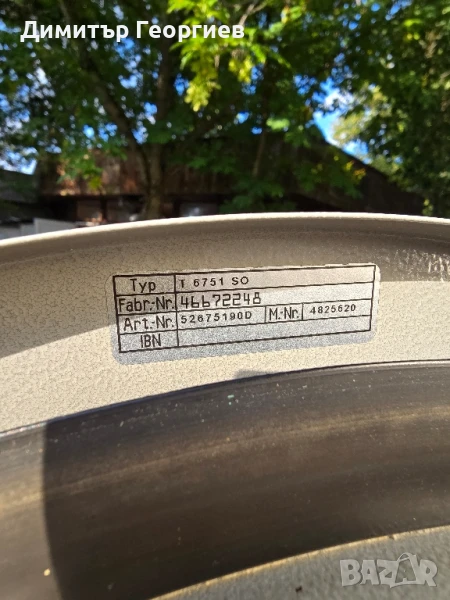 Димитър Георгиев
Typ T 6751 SO
Fabr.-Nr. 46672248
Art.-Nr. 52675190D M.-Nr. 4825620
IBN
BAZAR